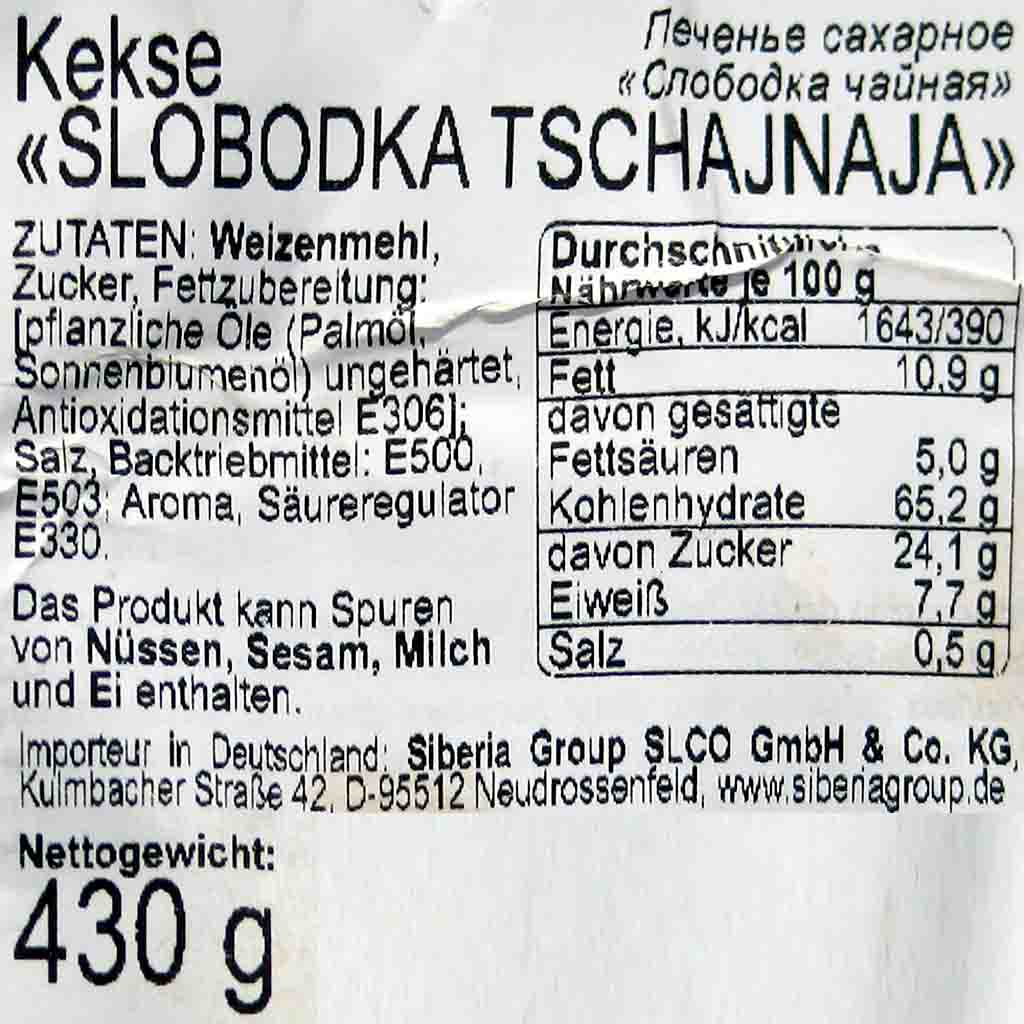 Kekse
Печенье сахарное
«Слободка чайная»
«SLOBODKA TSCHAJNAJA»
ZUTATEN: Weizenmehl,
Zucker, Fettzubereitung:
[pflanzliche Öle (Palmöl,
Sonnenblumenöl) ungehärtet,
Antioxidationsmittel E306];
Salz, Backtriebmittel: E500,
E503; Aroma, Säureregulator
E330.
Das Produkt kann Spuren
von Nüssen, Sesam, Milch
und Ei enthalten.
Nährwerte je 100 g
Energie, kJ/kcal 1643/390
Fett 10,9 g
davon gesättigte
Fettsäuren 5,0 g
Kohlenhydrate 65,2 g
davon Zucker 24,1 g
Eiweiß 7,7 g
Salz 0,5 g
Importeur in Deutschland: Siberia Group SLCO GmbH & Co. KG,
Kulmbacher Straße 42, D-95512 Neudrossenfeld, www.siberiagroup.de
Nettogewicht:
430 g